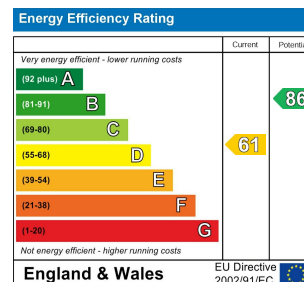 Energy Efficiency Rating
Current
Very energy efficient - lower running costs
(92 plus) A
(81-91) B
86
(69-80) C
(55-68) D
61
(39-54) E
(21-38) F
(1-20) G
Not energy efficient - higher running costs
England & Wales
EU Directive
2002/91/EC